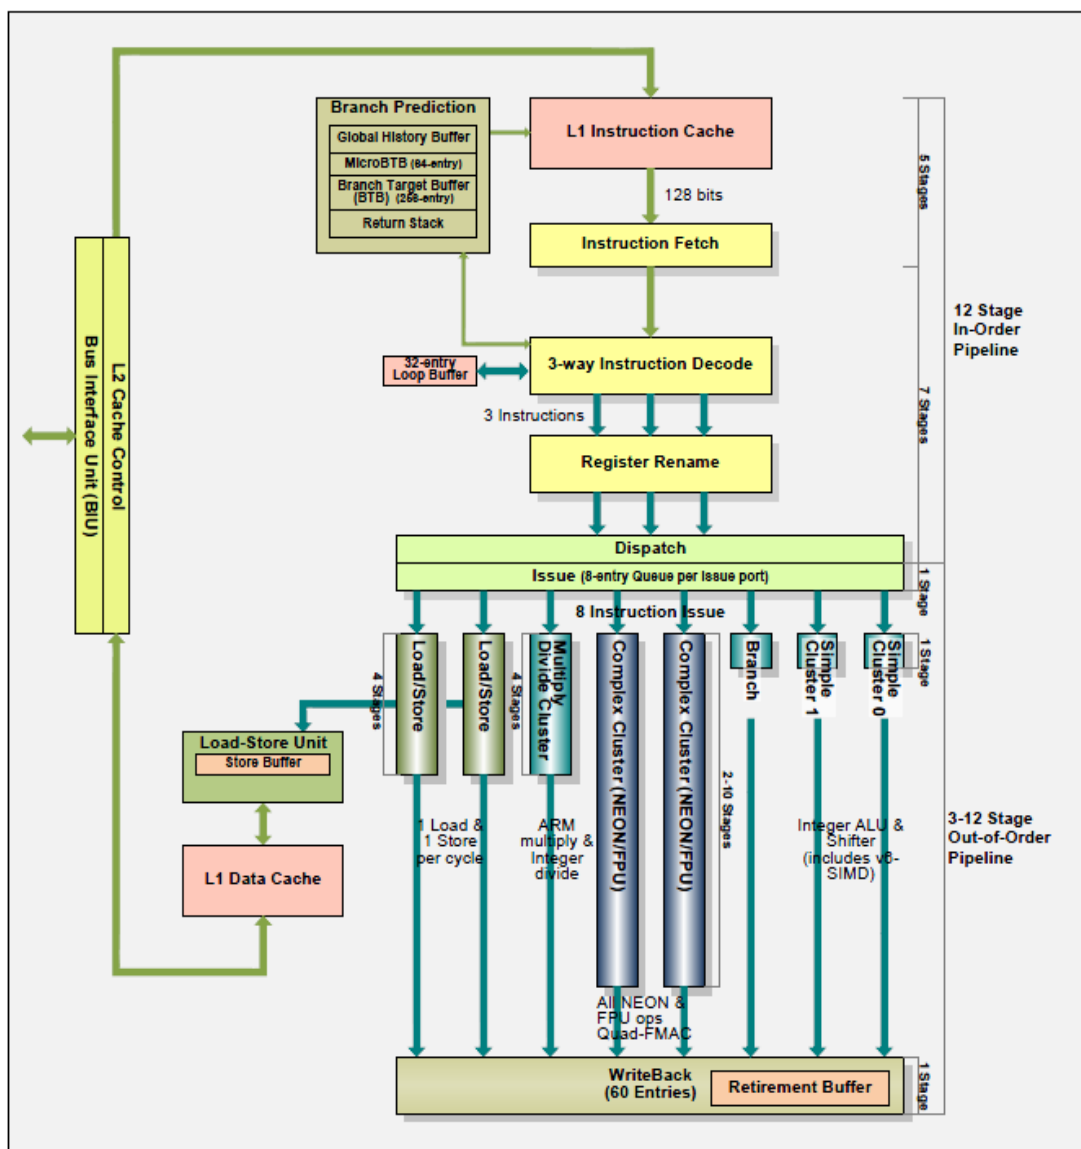 Branch Prediction
Global History Buffer
MicroBTB (64-entry)
Branch Target Buffer
(BTB) (256-entry)
Return Stack
L1 Instruction Cache
128 bits
Instruction Fetch
5 Stages
12 Stage
In-Order
Pipeline
7 Stages
32-entry
Loop Buffer
3-way Instruction Decode
3 Instructions
Register Rename
L2 Cache Control
Bus Interface Unit (BIU)
Dispatch
Issue (8-entry Queue per Issue port)
1 Stage
8 Instruction Issue
4 Stages
Load/Store
Load/Store
4 Stages
Multiply
Divide Cluster
Complex Cluster (NEON/FPU)
Complex Cluster (NEON/FPU)
2-10 Stages
Branch
Simple
Cluster 1
Simple
Cluster 0
1 Stage
Load-Store Unit
Store Buffer
L1 Data Cache
1 Load &
1 Store
per cycle
ARM
multiply &
Integer
divide
Integer ALU &
Shifter
(includes v6-
SIMD)
3-12 Stage
Out-of-Order
Pipeline
All NEON &
FPU ops
Quad-FMAC
WriteBack
(60 Entries)
Retirement Buffer
1 Stage